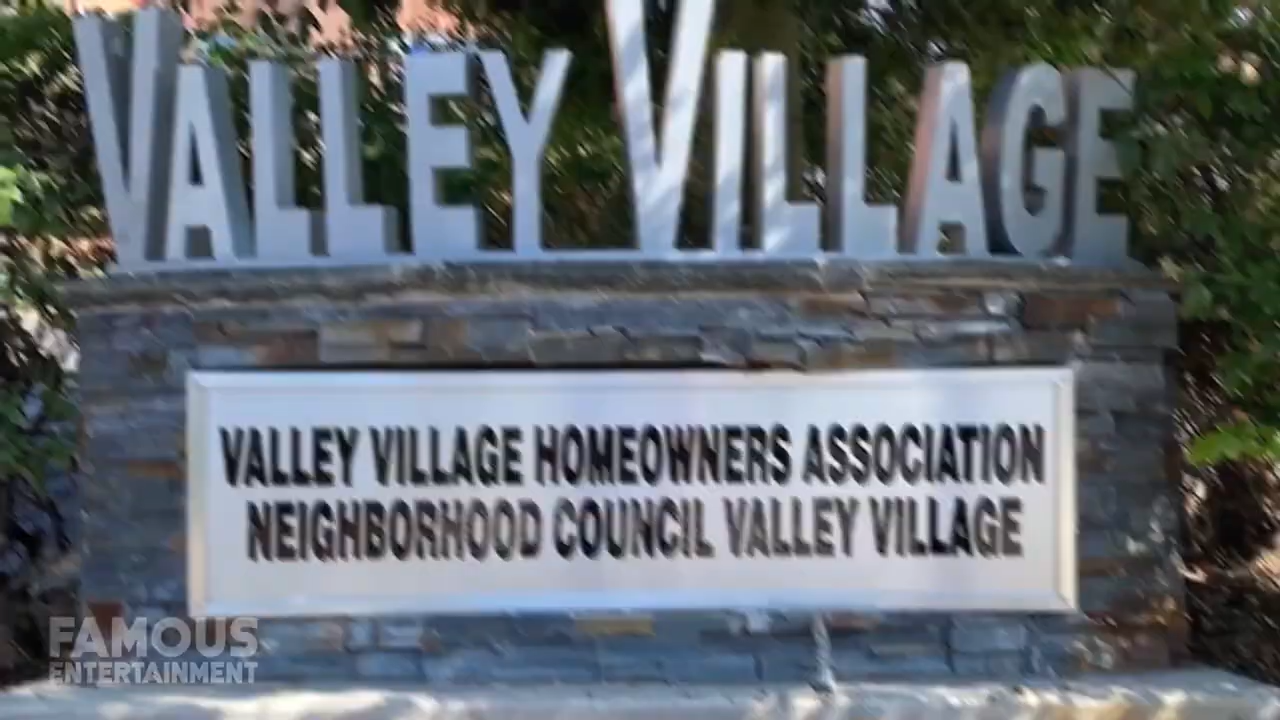 VALLEY VILLAGE
VALLEY VILLAGE HOMEOWNERS ASSOCIATION
NEIGHBORHOOD COUNCIL VALLEY VILLAGE
FAMOUS
ENTERTAINMENT